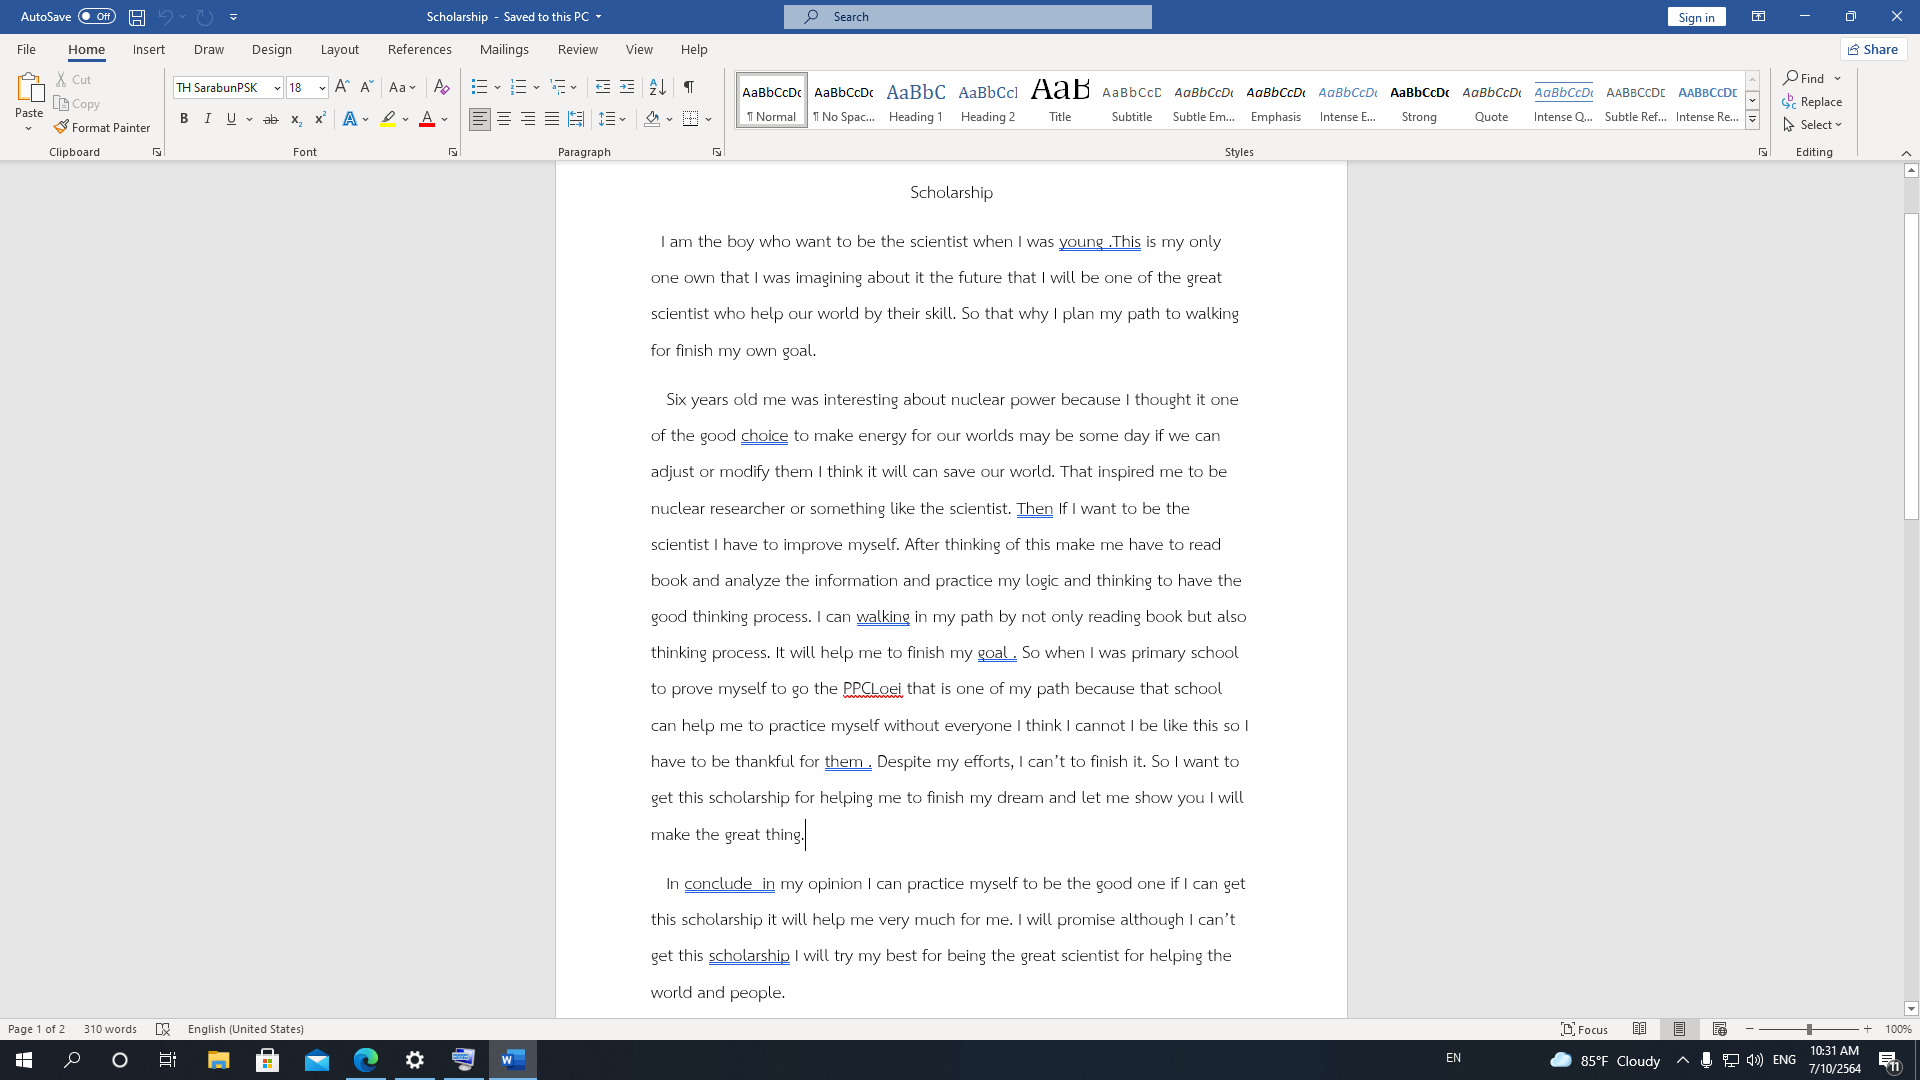 AutoSave Off Scholarship - Saved to this PC Search Sign in
File Home Insert Draw Design Layout References Mailings Review View Help Share
Paste Cut Copy Format Painter Clipboard
TH SarabunPSK 18 Font
Paragraph
AaBbCcDc AaBbCcDc AaBbC AaBbCcI AaB AaBbCcD AaBbCcDc AaBbCcDc AaBbCcDc AaBbCcDc AaBbCcDc AaBbCcDc AABBCCDE AABBCCDE
¶ Normal ¶ No Spac... Heading 1 Heading 2 Title Subtitle Subtle Em... Emphasis Intense E... Strong Quote Intense Q... Subtle Ref... Intense Re...
Styles
Find
Replace
Select
Editing
Scholarship
I am the boy who want to be the scientist when I was young .This is my only
one own that I was imagining about it the future that I will be one of the great
scientist who help our world by their skill. So that why I plan my path to walking
for finish my own goal.
Six years old me was interesting about nuclear power because I thought it one
of the good choice to make energy for our worlds may be some day if we can
adjust or modify them I think it will can save our world. That inspired me to be
nuclear researcher or something like the scientist. Then If I want to be the
scientist I have to improve myself. After thinking of this make me have to read
book and analyze the information and practice my logic and thinking to have the
good thinking process. I can walking in my path by not only reading book but also
thinking process. It will help me to finish my goal . So when I was primary school
to prove myself to go the PPCLoei that is one of my path because that school
can help me to practice myself without everyone I think I cannot I be like this so I
have to be thankful for them . Despite my efforts, I can't to finish it. So I want to
get this scholarship for helping me to finish my dream and let me show you I will
make the great thing.
In conclude  in my opinion I can practice myself to be the good one if I can get
this scholarship it will help me very much for me. I will promise although I can't
get this scholarship I will try my best for being the great scientist for helping the
world and people.
Page 1 of 2 310 words English (United States) Focus 100%
EN 85°F Cloudy ENG 10:31 AM
7/10/2564 11